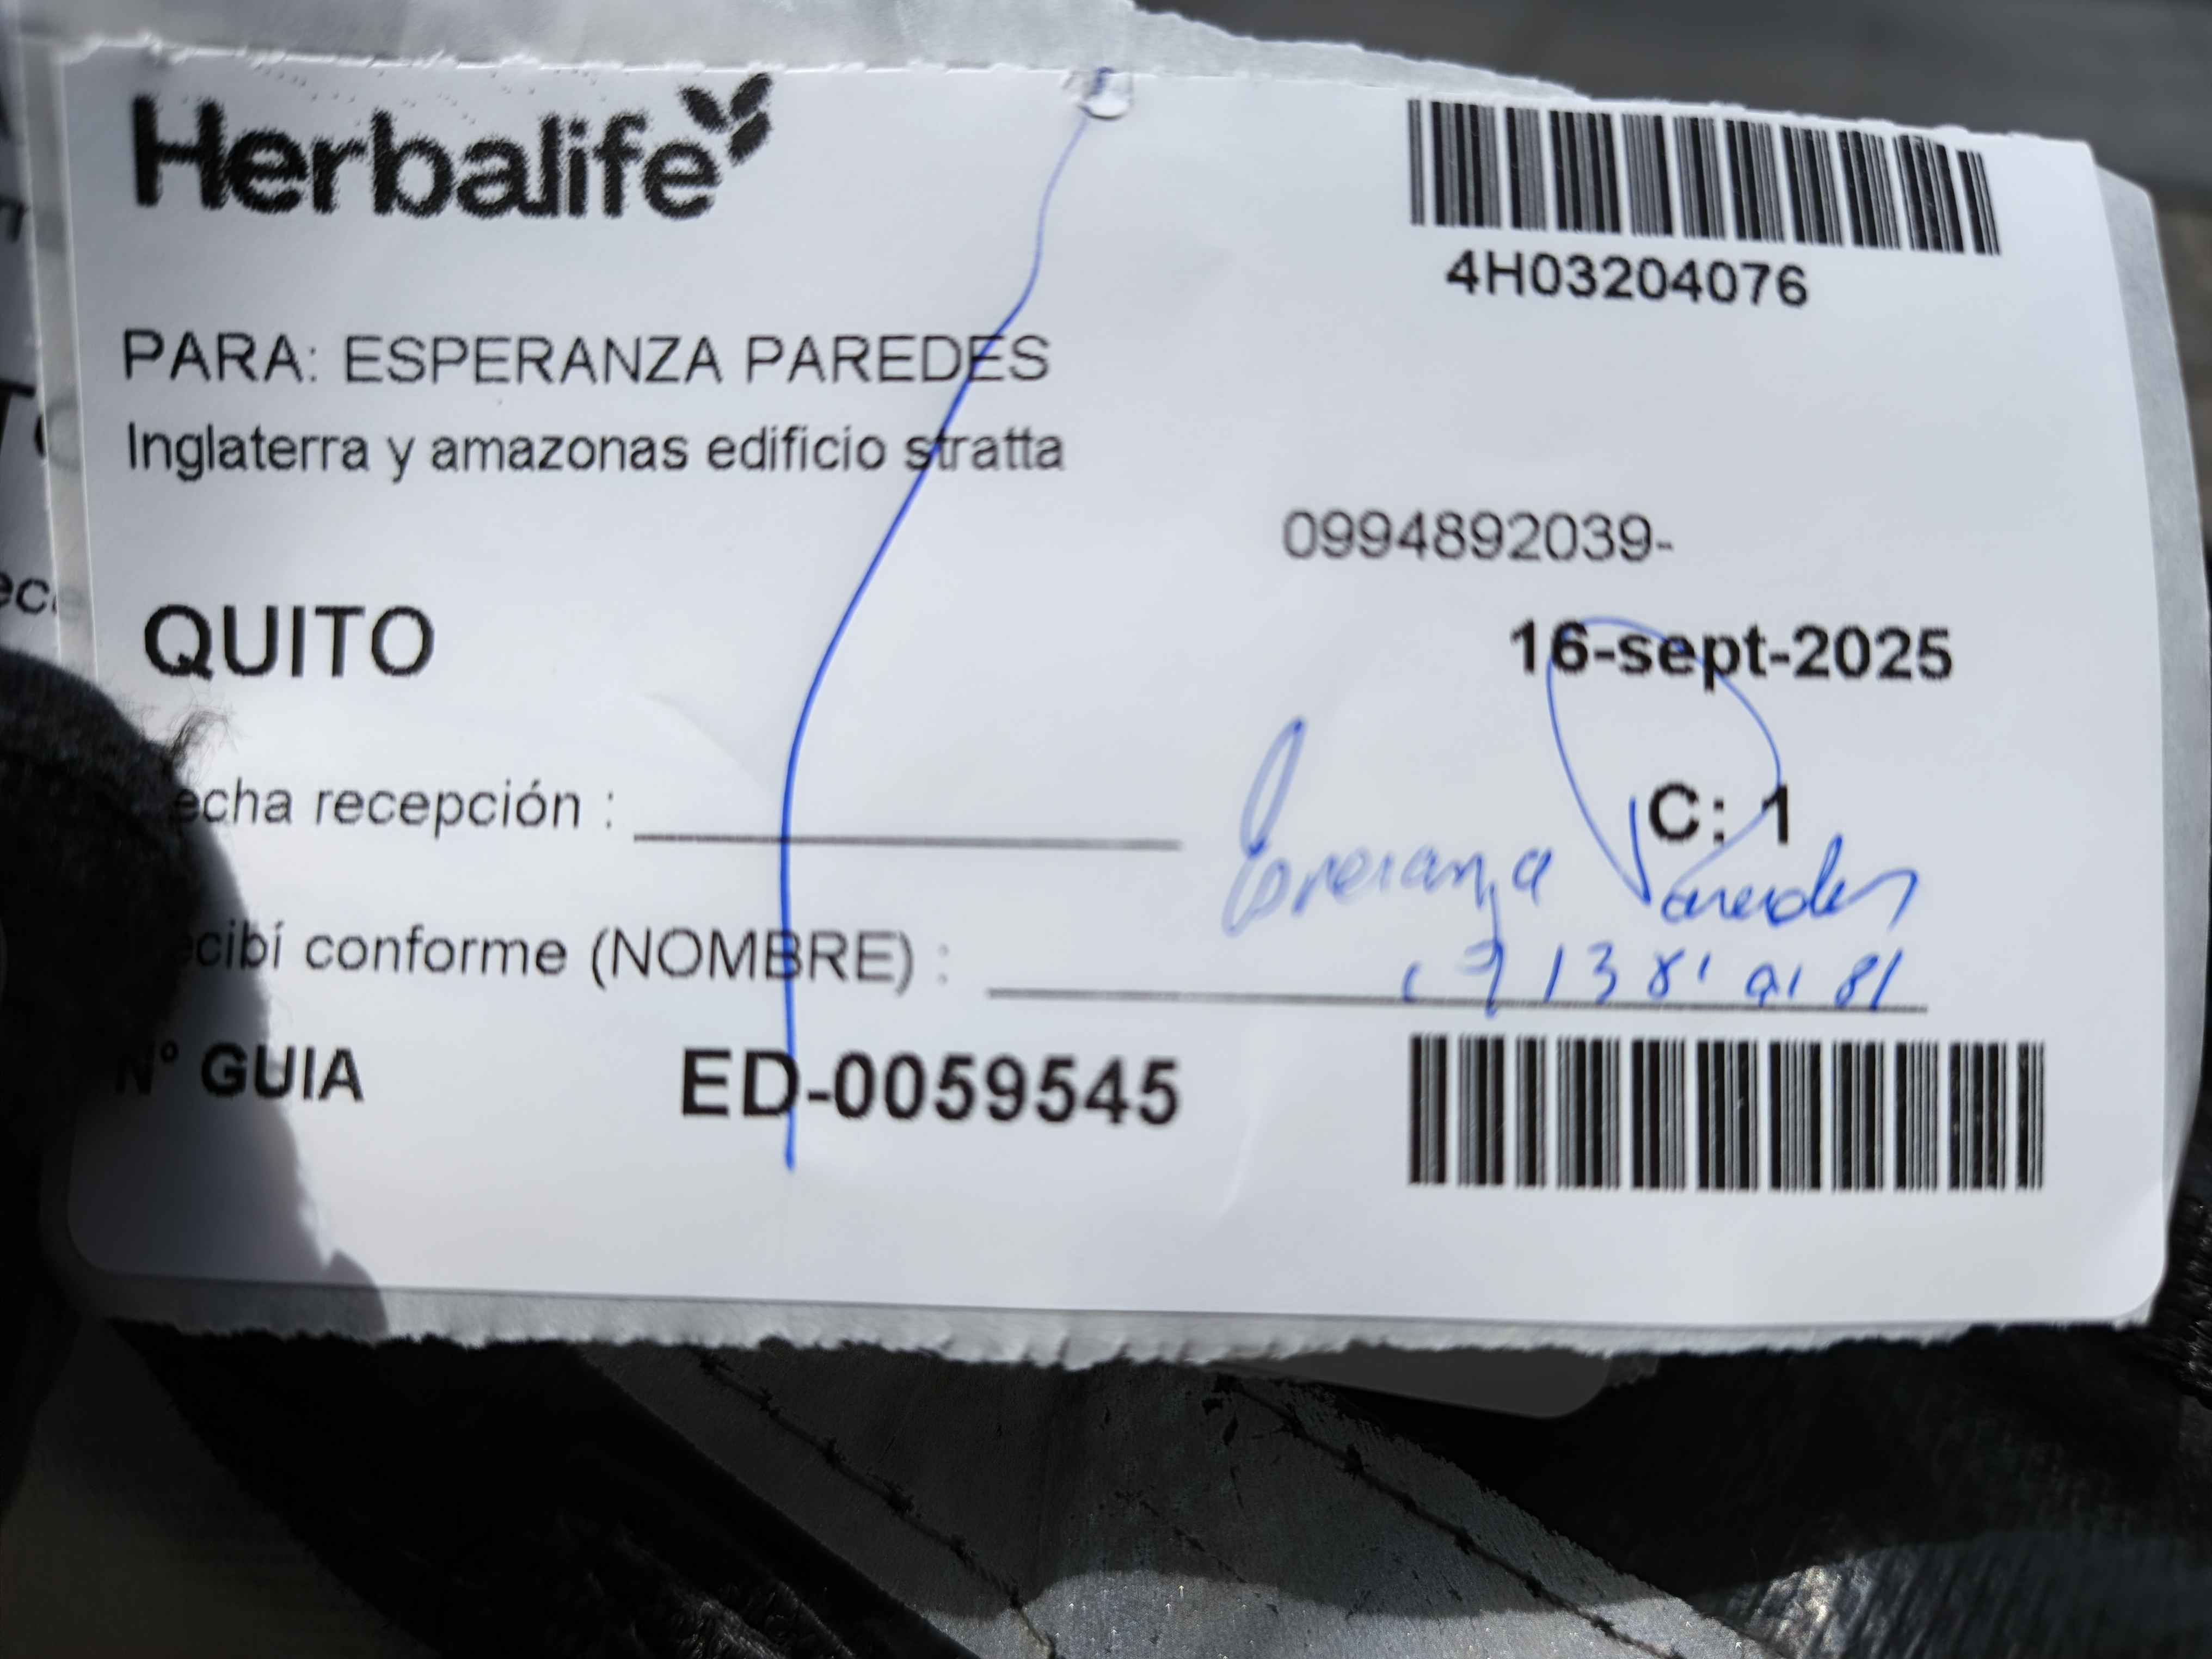 Herbalife
4H03204076
PARA: ESPERANZA PAREDES
Inglaterra y amazonas edificio stratta
0994892039-
QUITO
16-sept-2025
echa recepción :
C: 1
Esperanza Paredes
ecibí conforme (NOMBRE) :
N° GUIA
ED-0059545